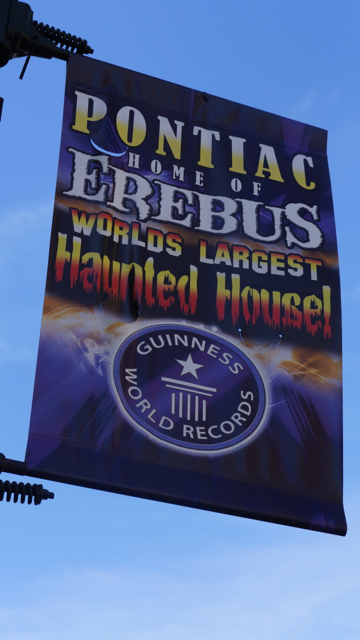 PONTIAC
HOME OF
EREBUS
WORLDS LARGEST
Haunted House!
GUINNESS
WORLD RECORDS